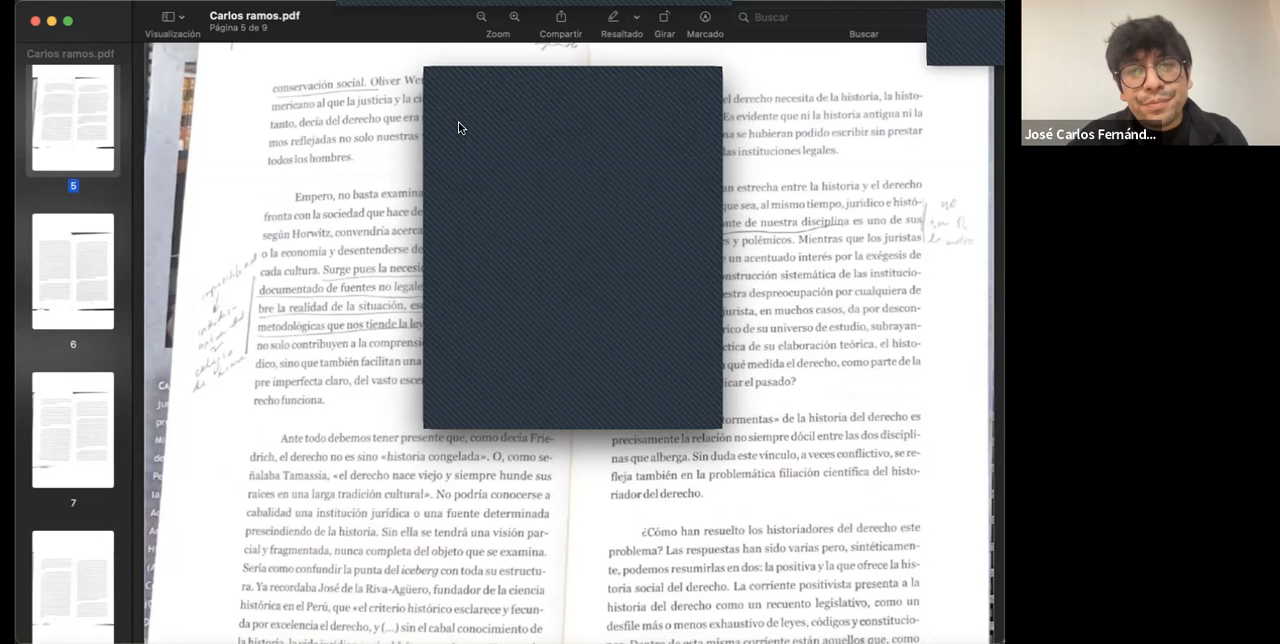 Carlos ramos.pdf
Página 5 de 9
Visualización
Zoom
Compartir
Resaltado
Girar
Marcado
Buscar
Buscar
Carlos ramos.pdf
5
6
7
José Carlos Fernánd...
conservación social. Oliver We
mericano al que la justicia y la ci
tanto, decía del derecho que era
mos reflejadas no solo nuestras
todos los hombres.
Empero, no basta examina
fronta con la sociedad que hace de
según Horwitz, convendría acerca
o la economía y desentenderse de
cada cultura. Surge pues la necesi
documentado de fuentes no legale
bre la realidad de la situación, es
metodológicas que nos tiende la le
no solo contribuyen a la comprensi
dico, sino que también facilitan una
pre imperfecta claro, del vasto esce
recho funciona.
Ante todo debemos tener presente que, como decía Frie-
drich, el derecho no es sino «historia congelada». O, como se-
ñalaba Tamassia, «el derecho nace viejo y siempre hunde sus
raíces en una larga tradición cultural». No podría conocerse a
cabalidad una institución jurídica o una fuente determinada
prescindiendo de la historia. Sin ella se tendrá una visión par-
cial y fragmentada, nunca completa del objeto que se examina.
Sería como confundir la punta del iceberg con toda su estructu-
ra. Ya recordaba José de la Riva-Agüero, fundador de la ciencia
histórica en el Perú, que «el criterio histórico esclarece y fecun-
da por excelencia el derecho, y (...) sin el cabal conocimiento de
el derecho necesita de la historia, la histo-
Es evidente que ni la historia antigua ni la
na se hubieran podido escribir sin prestar
las instituciones legales.
an estrecha entre la historia y el derecho
que sea, al mismo tiempo, jurídico e histó-
nte de nuestra disciplina es uno de sus
s y polémicos. Mientras que los juristas
un acentuado interés por la exégesis de
nstrucción sistemática de las institucio-
estra despreocupación por cualquiera de
jurista, en muchos casos, da por descon-
rico de su universo de estudio, subrayan-
ética de su elaboración teórica, el histo-
qué medida el derecho, como parte de la
icar el pasado?
tormentas» de la historia del derecho es
precisamente la relación no siempre dócil entre las dos discipli-
nas que alberga. Sin duda este vínculo, a veces conflictivo, se re-
fleja también en la problemática filiación científica del histo-
riador del derecho.
¿Cómo han resuelto los historiadores del derecho este
problema? Las respuestas han sido varias pero, sintéticamen-
te, podemos resumirlas en dos: la positiva y la que ofrece la his-
toria social del derecho. La corriente positivista presenta a la
historia del derecho como un recuento legislativo, como un
desfile más o menos exhaustivo de leyes, códigos y constitucio-